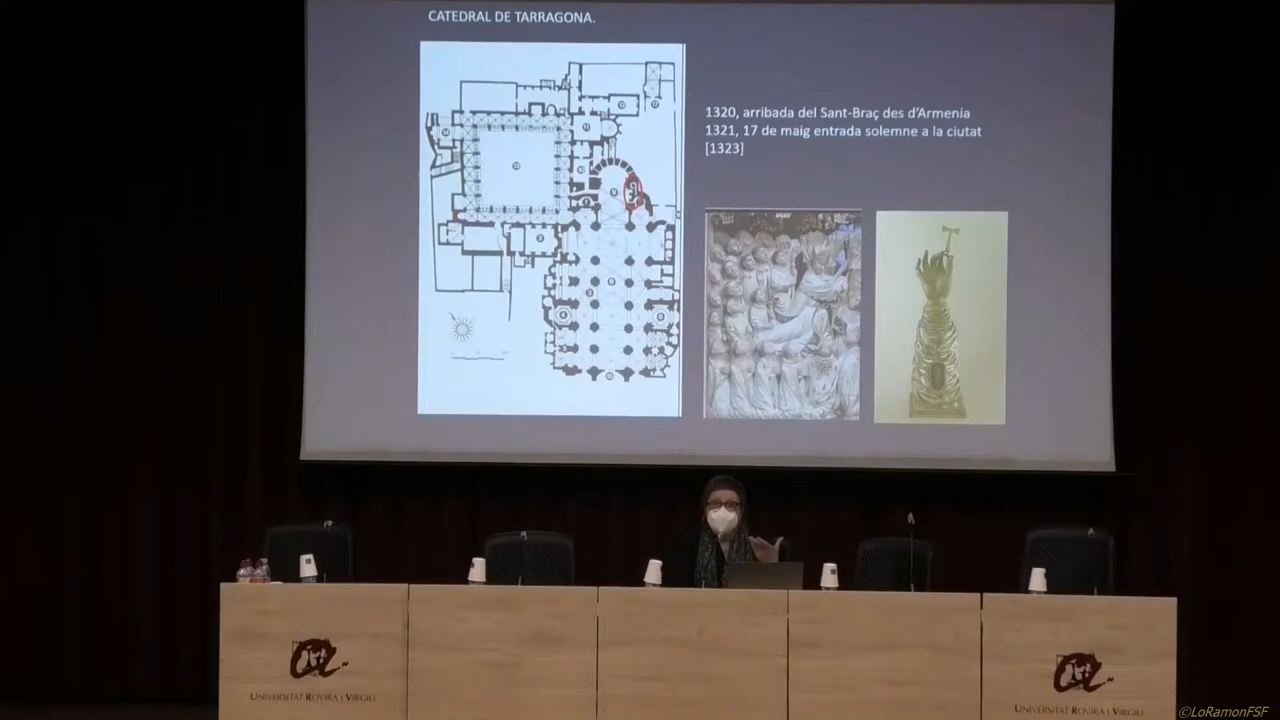 CATEDRAL DE TARRAGONA.
1320, arribada del Sant-Braç des d'Armenia
1321, 17 de maig entrada solemne a la ciutat
[1323]
UNIVERSITAT ROVIRA I VIRGILI
UNIVERSITAT ROVIRA I VIRGILI
©LoRamonFSF